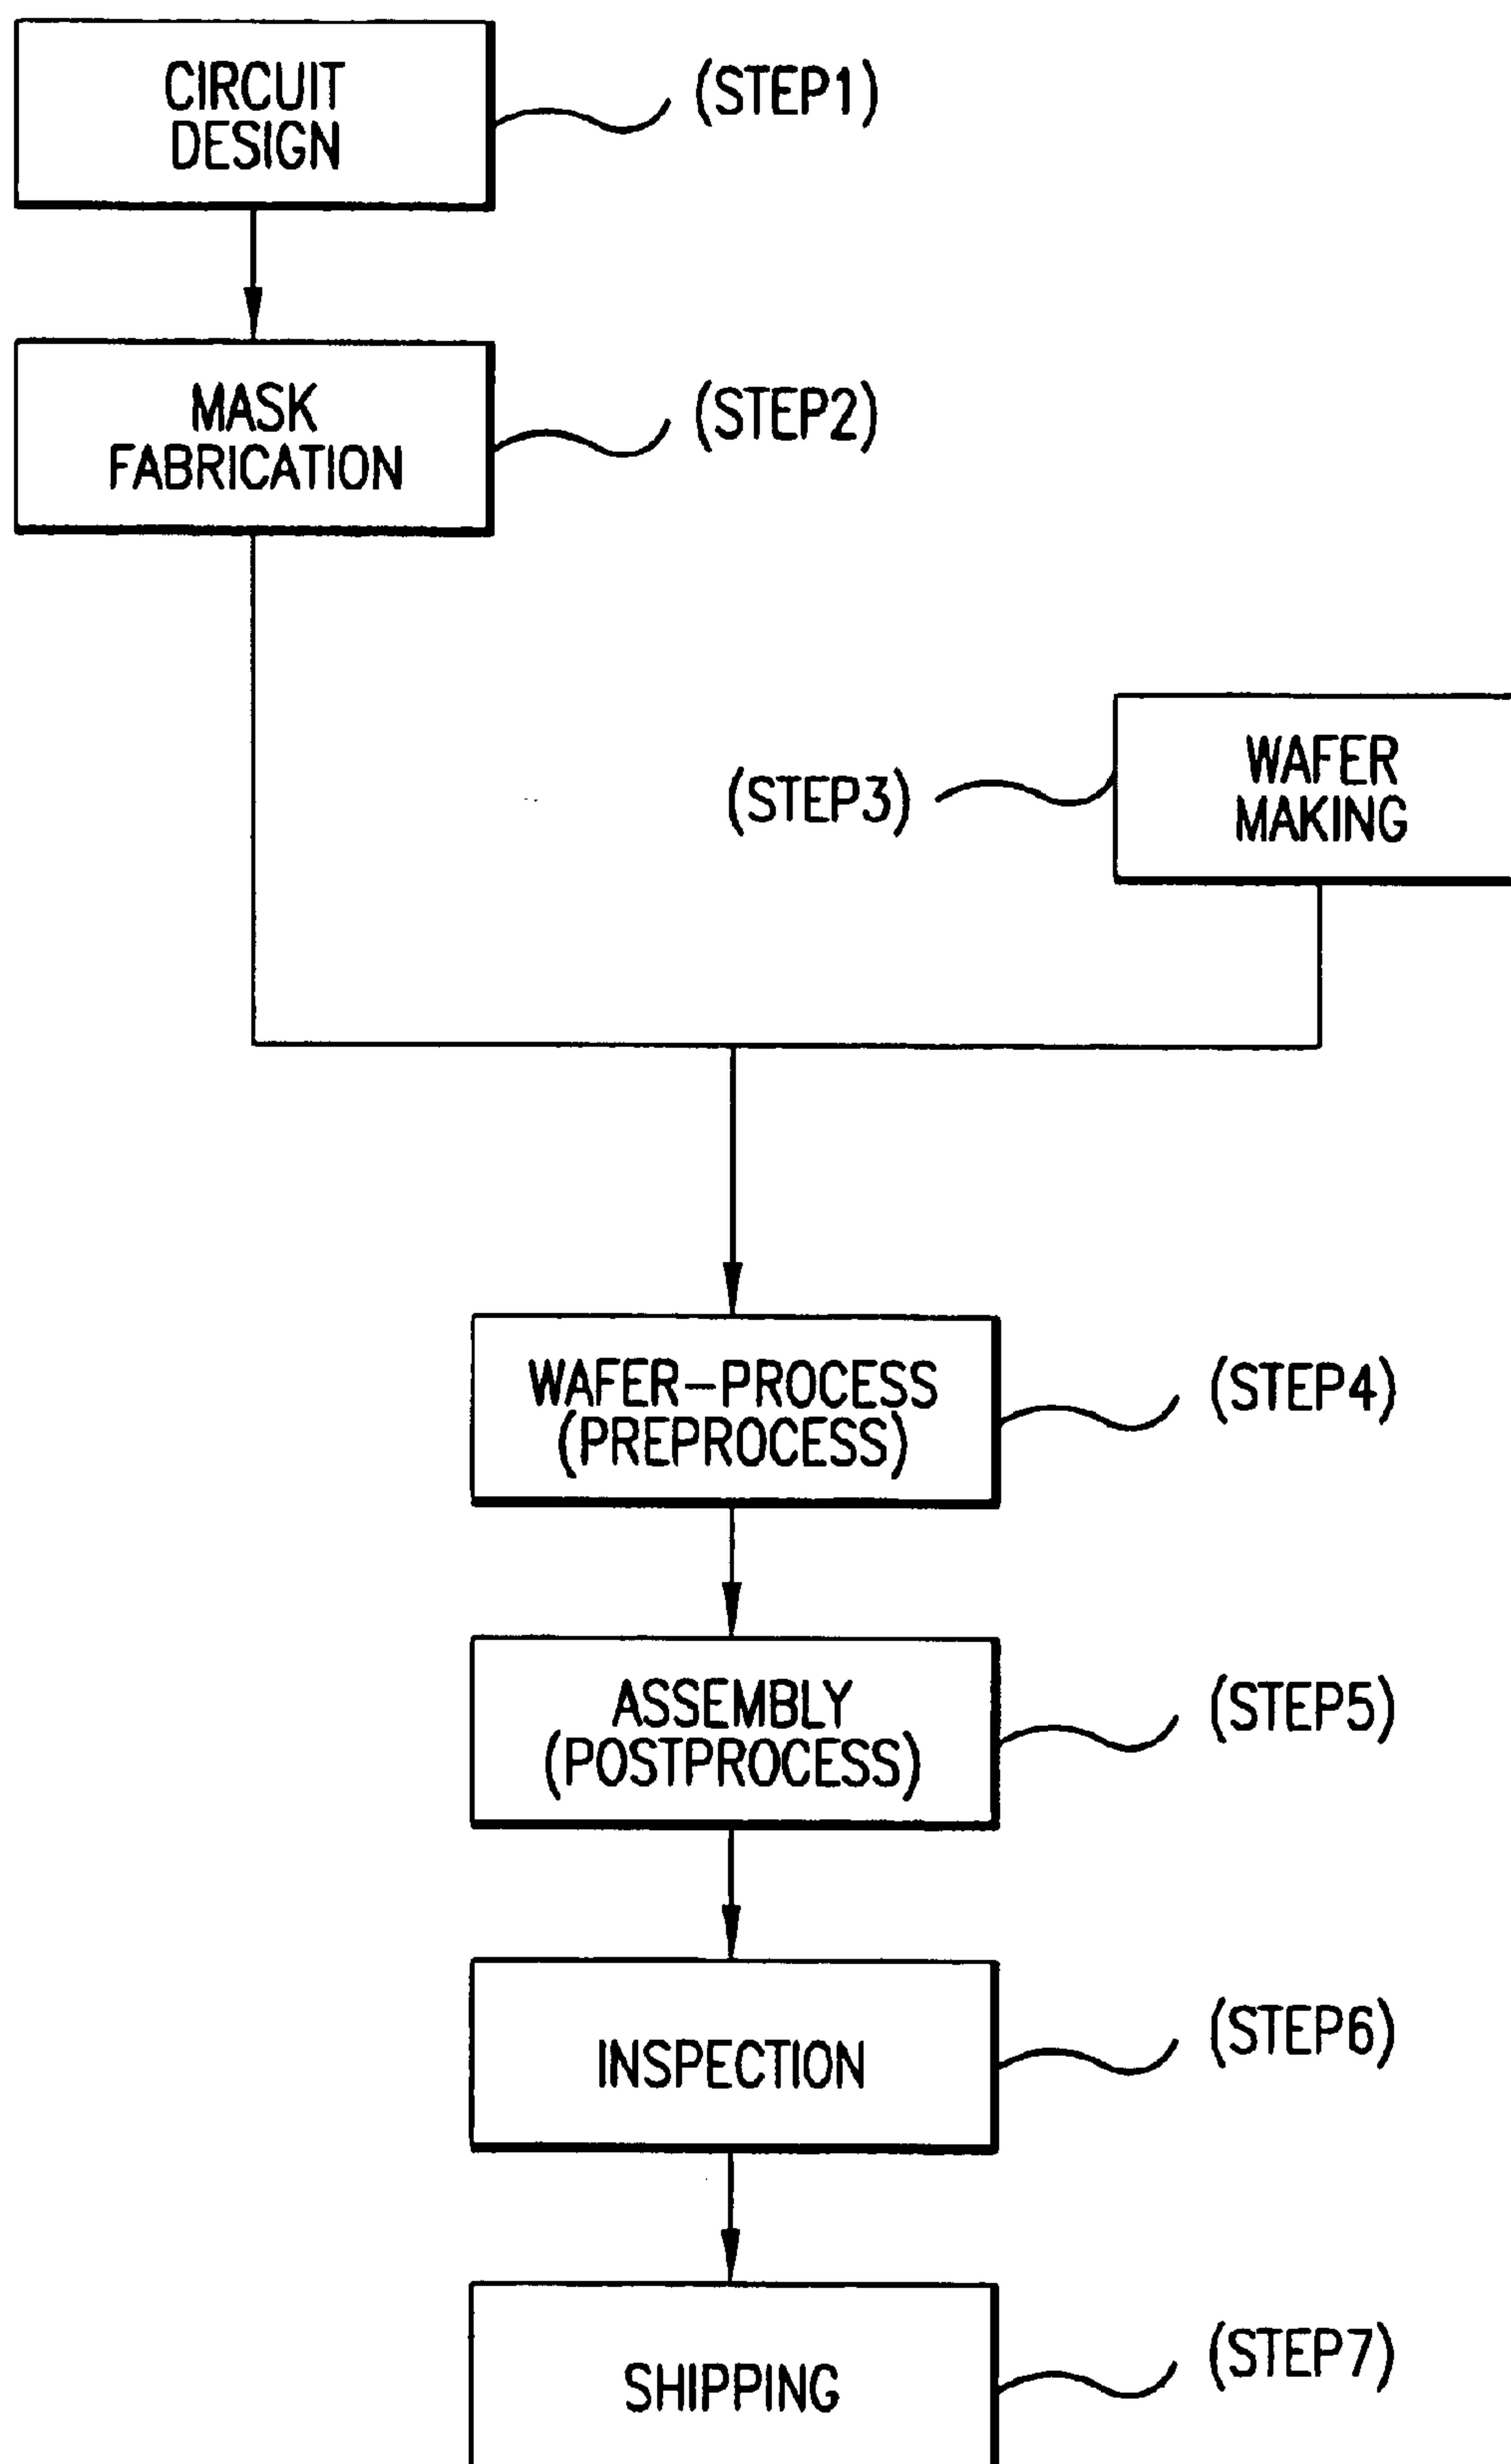 CIRCUIT
DESIGN
(STEP1)
MASK
FABRICATION
(STEP2)
(STEP3)
WAFER
MAKING
WAFER-PROCESS
(PREPROCESS)
(STEP4)
ASSEMBLY
(POSTPROCESS)
(STEP5)
INSPECTION
(STEP6)
SHIPPING
(STEP7)